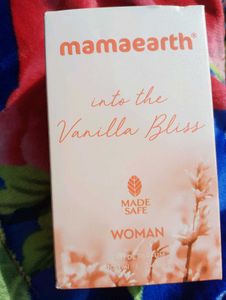 mamaearth®
into the
Vanilla Bliss
MADE
SAFE
WOMAN